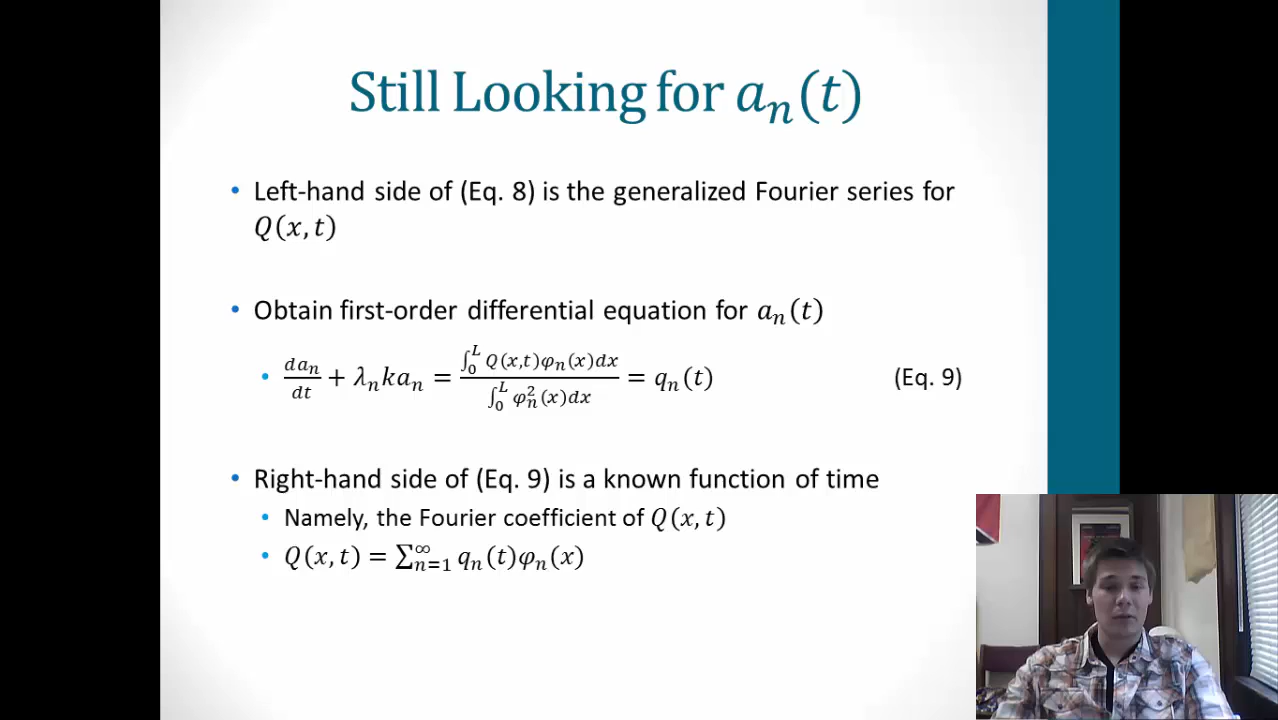 Still Looking for aₙ(t)
• Left-hand side of (Eq. 8) is the generalized Fourier series for
Q(x, t)
• Obtain first-order differential equation for aₙ(t)
• daₙ/dt + λₙkaₙ = ∫₀ᴸ Q(x,t)φₙ(x)dx / ∫₀ᴸ φₙ²(x)dx = qₙ(t) (Eq. 9)
• Right-hand side of (Eq. 9) is a known function of time
• Namely, the Fourier coefficient of Q(x, t)
• Q(x, t) = ∑ₙ₌₁^∞ qₙ(t)φₙ(x)